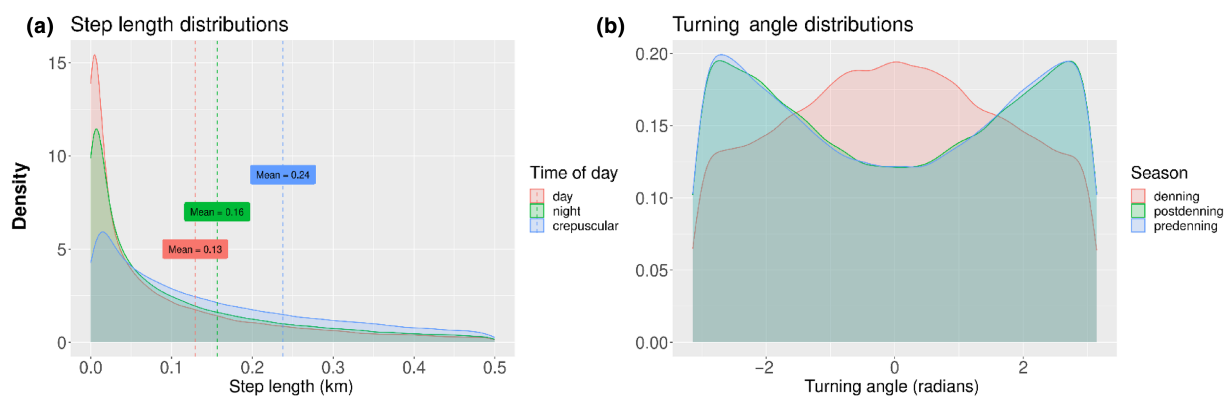 (a) Step length distributions
15
10
5
0
Density
Mean = 0.24
Mean = 0.16
Mean = 0.13
0.0 0.1 0.2 0.3 0.4 0.5
Step length (km)
Time of day
day
night
crepuscular
(b) Turning angle distributions
0.20
0.15
0.10
0.05
0.00
−2 0 2
Turning angle (radians)
Season
denning
postdenning
predenning